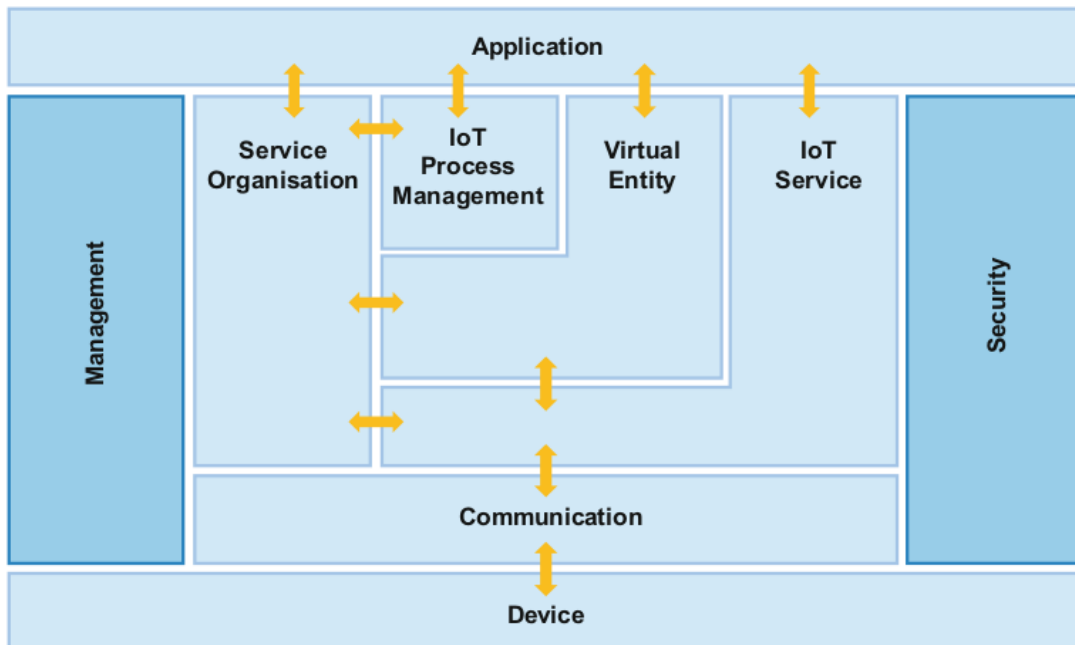 Application
Service
Organisation
IoT
Process
Management
Virtual
Entity
IoT
Service
Management
Security
Communication
Device